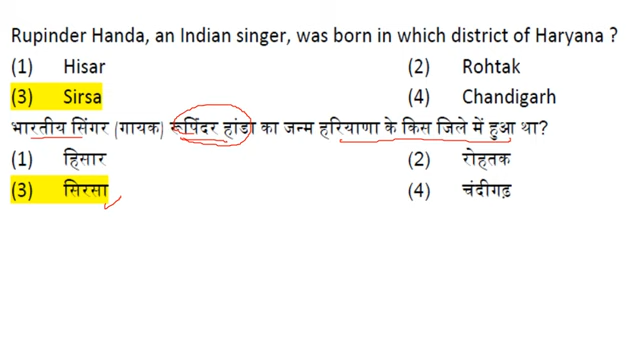 Rupinder Handa, an Indian singer, was born in which district of Haryana ?
(1) Hisar (2) Rohtak
(3) Sirsa (4) Chandigarh
भारतीय सिंगर (गायक) रूपिंदर हांडा का जन्म हरियाणा के किस जिले में हुआ था?
(1) हिसार (2) रोहतक
(3) सिरसा (4) चंदीगढ़